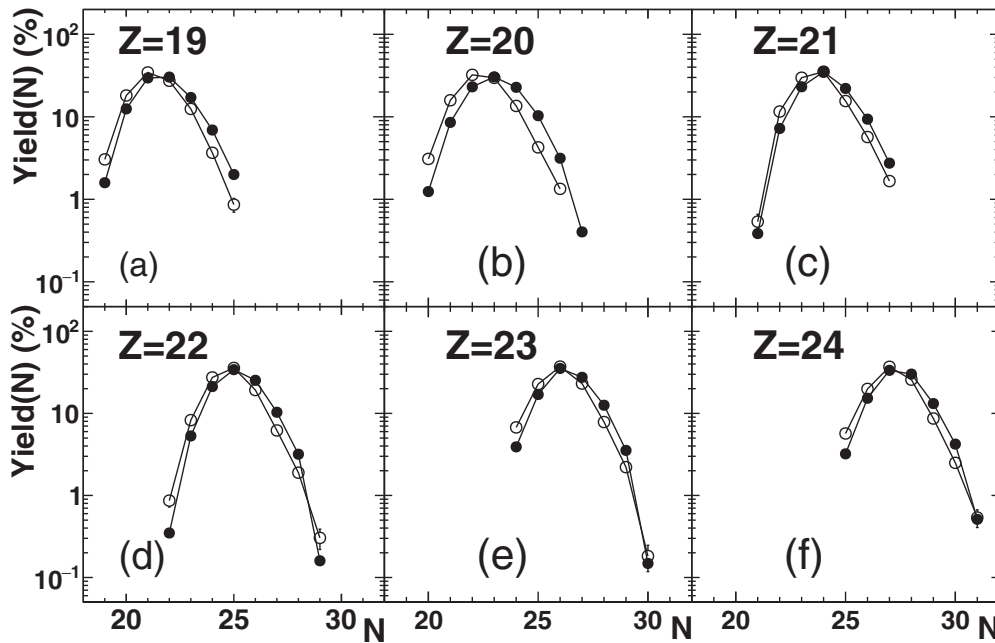 Yield(N) (%)
10²
10
1
10⁻¹
Z=19
(a)
Z=20
(b)
Z=21
(c)
Yield(N) (%)
10²
10
1
10⁻¹
Z=22
(d)
Z=23
(e)
Z=24
(f)
20 25 30 N 20 25 30 N 20 25 30 N